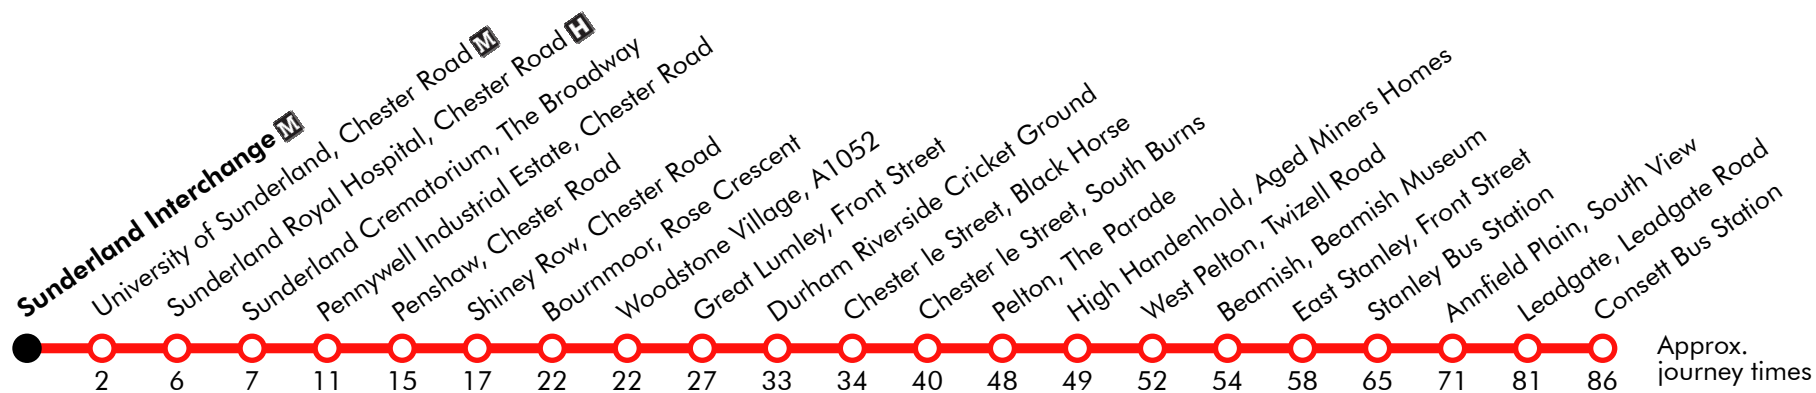 Sunderland Interchange M
University of Sunderland, Chester Road M
Sunderland Royal Hospital, Chester Road H
Sunderland Crematorium, The Broadway
Pennywell Industrial Estate, Chester Road
Penshaw, Chester Road
Shiney Row, Chester Road
Bournmoor, Rose Crescent
Woodstone Village, A1052
Great Lumley, Front Street
Durham Riverside Cricket Ground
Chester le Street, Black Horse
Chester le Street, South Burns
Pelton, The Parade
High Handenhold, Aged Miners Homes
West Pelton, Twizell Road
Beamish, Beamish Museum
East Stanley, Front Street
Stanley Bus Station
Annfield Plain, South View
Leadgate, Leadgate Road
Consett Bus Station
2 6 7 11 15 17 22 22 27 33 34 40 48 49 52 54 58 65 71 81 86
Approx.
journey times